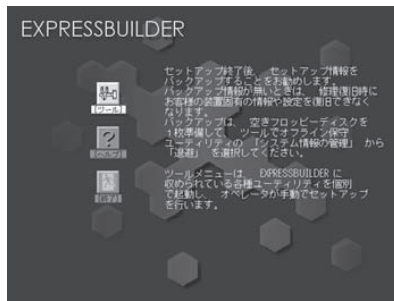 EXPRESSBUILDER
セットアップ終了後、 セットアップ情報を
バックアップすることをお勧めします。
バックアップ情報が無いときは、 修理復旧時に
お客様の装置固有の情報や設定を復旧できなく
なります。
バックアップは、 空きフロッピーディスクを
1枚準備して、 ツールでオフライン保守
ユーティリティの 「システム情報の管理」 から
「退避」 を選択してください。
ツールメニューは、 EXPRESSBUILDER に
収められている各種ユーティリティを個別
で起動し、 オペレータが手動でセットアップ
を行います。
[ツール]
?
[ヘルプ]
[終了]